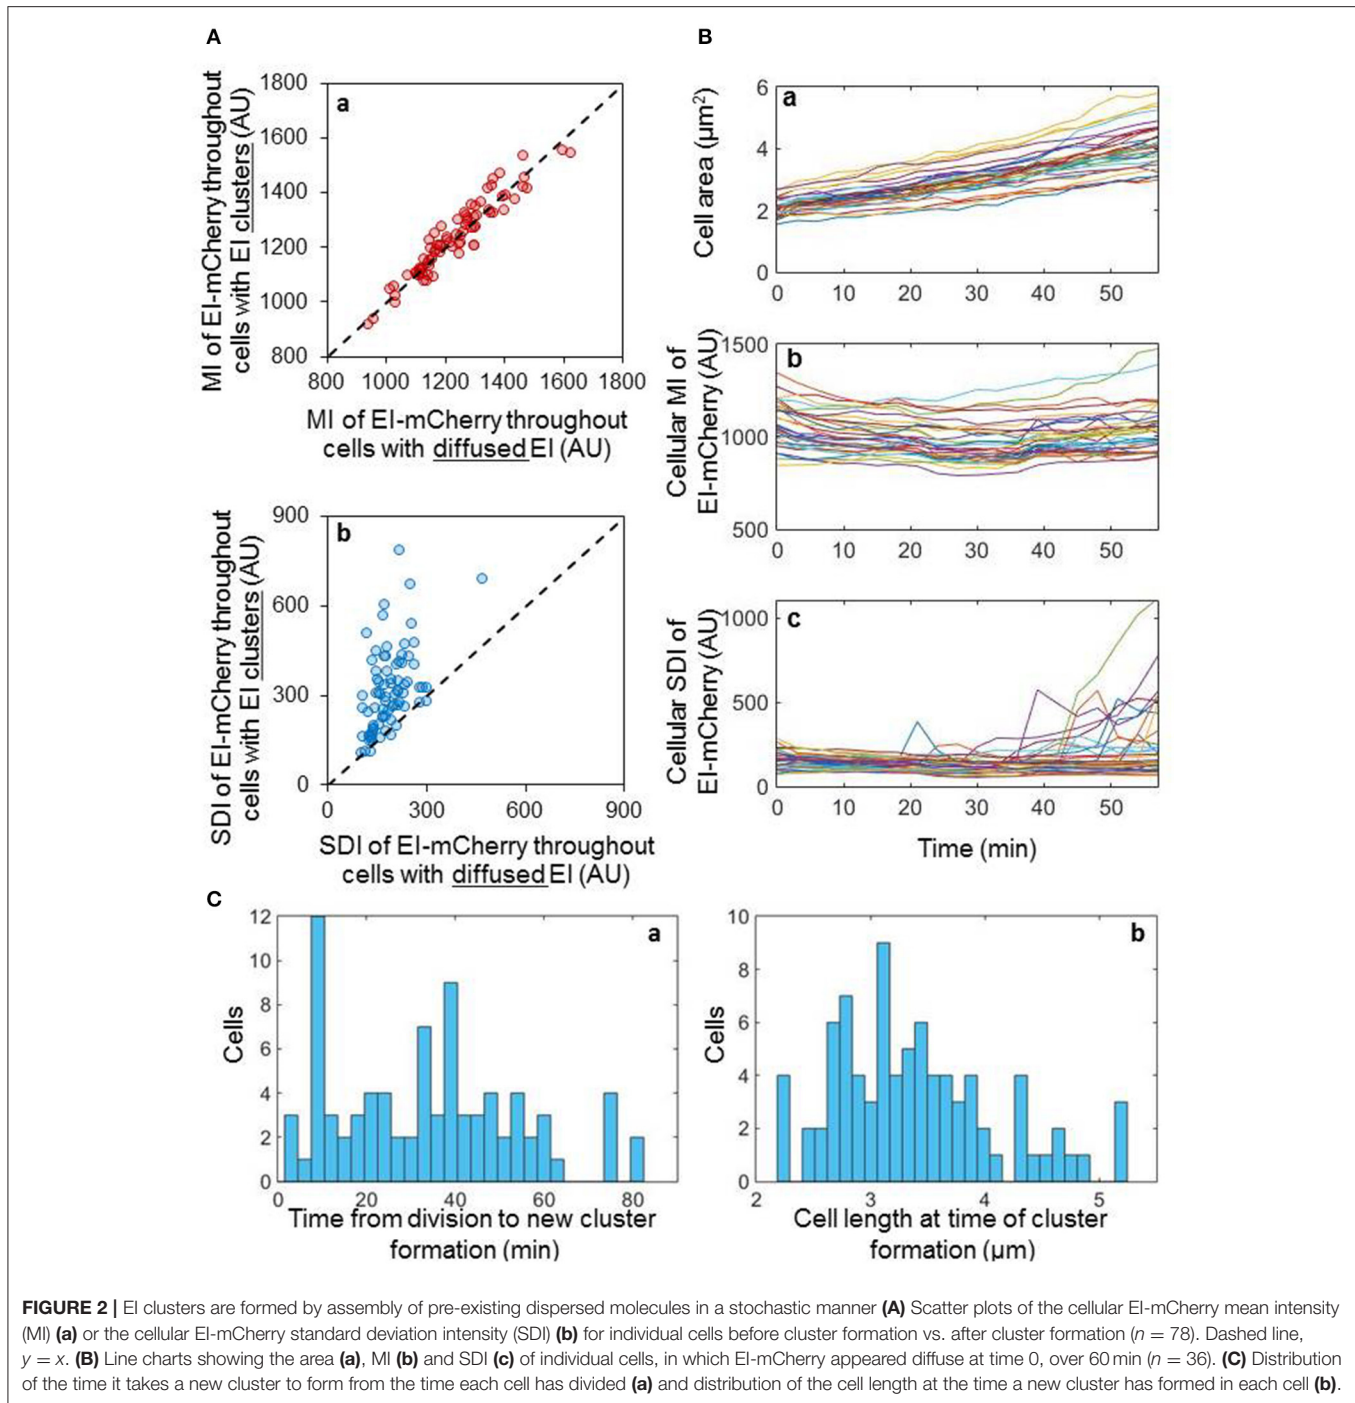 A
MI of EI-mCherry throughout
cells with EI clusters (AU)
1800
1600
1400
1200
1000
800
a
800 1000 1200 1400 1600 1800
MI of EI-mCherry throughout
cells with diffused EI (AU)
SDI of EI-mCherry throughout
cells with EI clusters (AU)
900
600
300
0
b
0 300 600 900
SDI of EI-mCherry throughout
cells with diffused EI (AU)
B
Cell area (µm²)
6
4
2
0
a
0 10 20 30 40 50
Cellular MI of
EI-mCherry (AU)
1500
1000
500
b
0 10 20 30 40 50
Cellular SDI of
EI-mCherry (AU)
1000
500
0
c
0 10 20 30 40 50
Time (min)
C
Cells
12
10
8
6
4
2
0
a
0 20 40 60 80
Time from division to new cluster
formation (min)
Cells
10
8
6
4
2
0
b
2 3 4 5
Cell length at time of cluster
formation (µm)
FIGURE 2 | EI clusters are formed by assembly of pre-existing dispersed molecules in a stochastic manner (A) Scatter plots of the cellular EI-mCherry mean intensity
(MI) (a) or the cellular EI-mCherry standard deviation intensity (SDI) (b) for individual cells before cluster formation vs. after cluster formation (n = 78). Dashed line,
y = x. (B) Line charts showing the area (a), MI (b) and SDI (c) of individual cells, in which EI-mCherry appeared diffuse at time 0, over 60 min (n = 36). (C) Distribution
of the time it takes a new cluster to form from the time each cell has divided (a) and distribution of the cell length at the time a new cluster has formed in each cell (b).